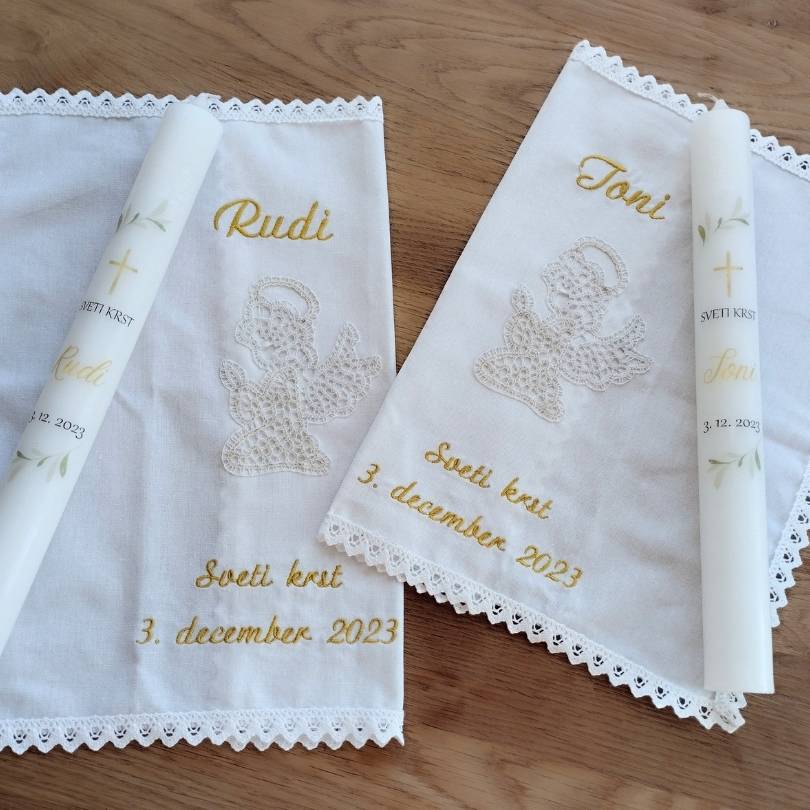 Rudi
Sveti krst
3. december 2023
SVETI KRST
Rudi
3. 12. 2023
Toni
Sveti krst
3. december 2023
SVETI KRST
Toni
3. 12. 2023